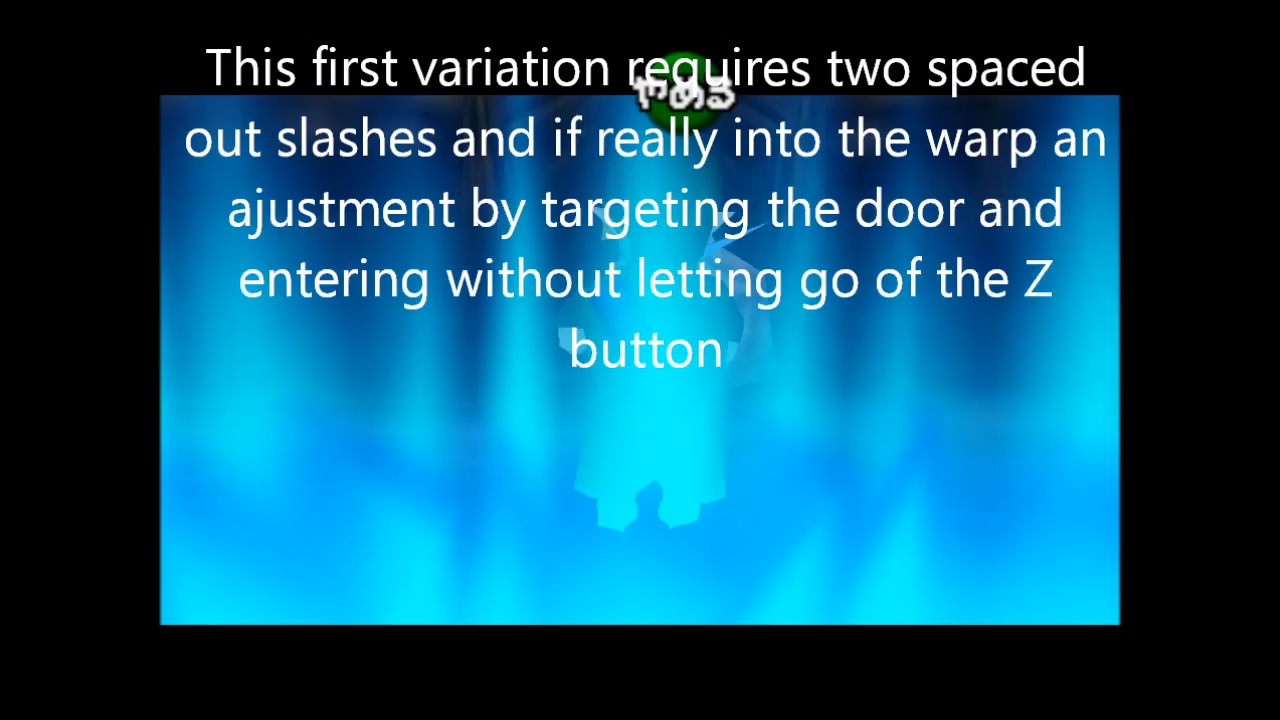 This first variation requires two spaced
out slashes and if really into the warp an
ajustment by targeting the door and
entering without letting go of the Z
button